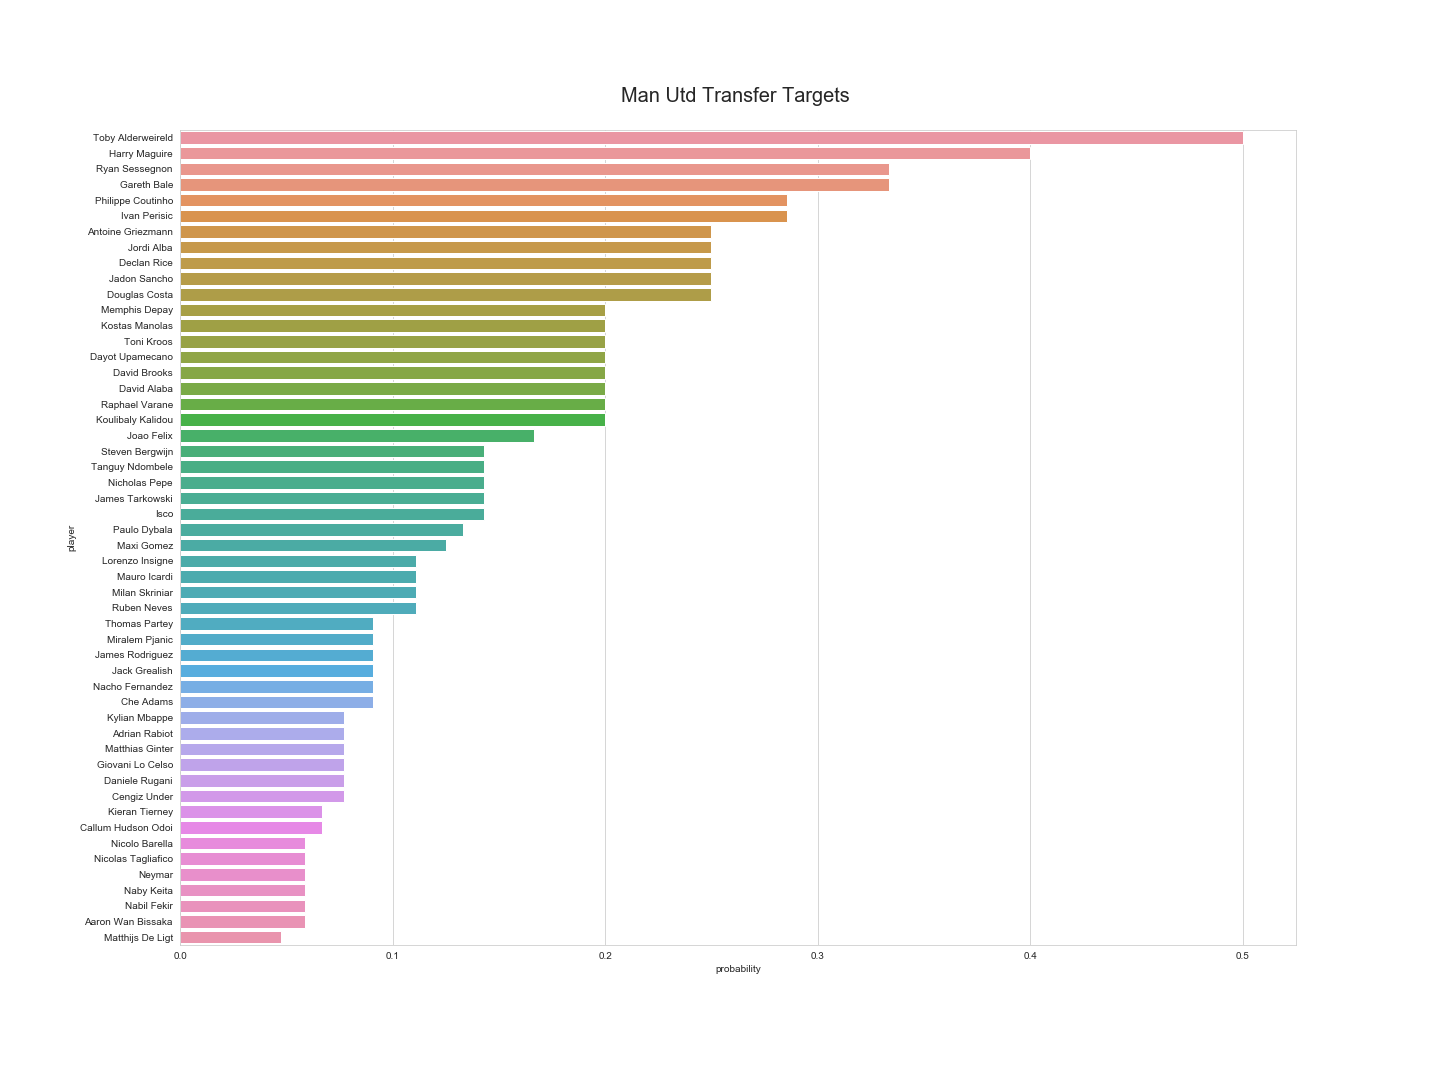 Man Utd Transfer Targets
Toby Alderweireld
Harry Maguire
Ryan Sessegnon
Gareth Bale
Philippe Coutinho
Ivan Perisic
Antoine Griezmann
Jordi Alba
Declan Rice
Jadon Sancho
Douglas Costa
Memphis Depay
Kostas Manolas
Toni Kroos
Dayot Upamecano
David Brooks
David Alaba
Raphael Varane
Koulibaly Kalidou
Joao Felix
Steven Bergwijn
Tanguy Ndombele
Nicholas Pepe
James Tarkowski
Isco
Paulo Dybala
Maxi Gomez
Lorenzo Insigne
Mauro Icardi
Milan Skriniar
Ruben Neves
Thomas Partey
Miralem Pjanic
James Rodriguez
Jack Grealish
Nacho Fernandez
Che Adams
Kylian Mbappe
Adrian Rabiot
Matthias Ginter
Giovani Lo Celso
Daniele Rugani
Cengiz Under
Kieran Tierney
Callum Hudson Odoi
Nicolo Barella
Nicolas Tagliafico
Neymar
Naby Keita
Nabil Fekir
Aaron Wan Bissaka
Matthijs De Ligt
player
0.0 0.1 0.2 0.3 0.4 0.5
probability